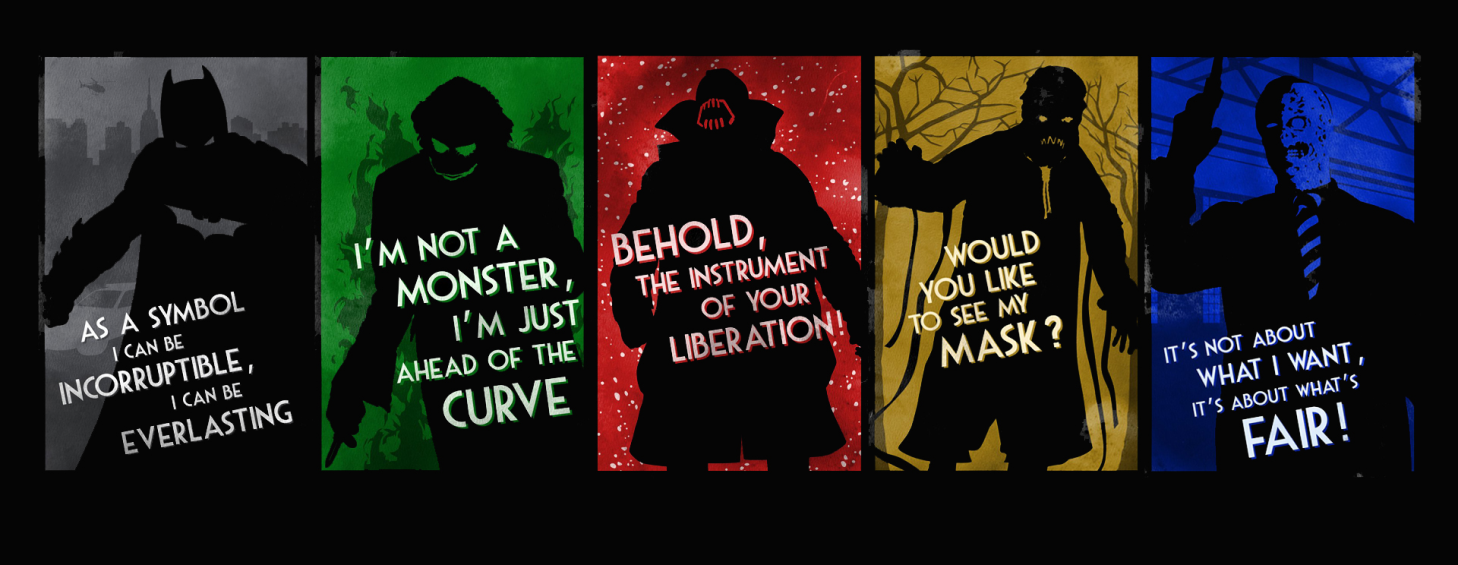 AS A SYMBOL
I CAN BE
INCORRUPTIBLE,
I CAN BE
EVERLASTING
I'M NOT A
MONSTER,
I'M JUST
AHEAD OF THE
CURVE
BEHOLD,
THE INSTRUMENT
OF YOUR
LIBERATION!
WOULD
YOU LIKE
TO SEE MY
MASK?
IT'S NOT ABOUT
WHAT I WANT,
IT'S ABOUT WHAT'S
FAIR!